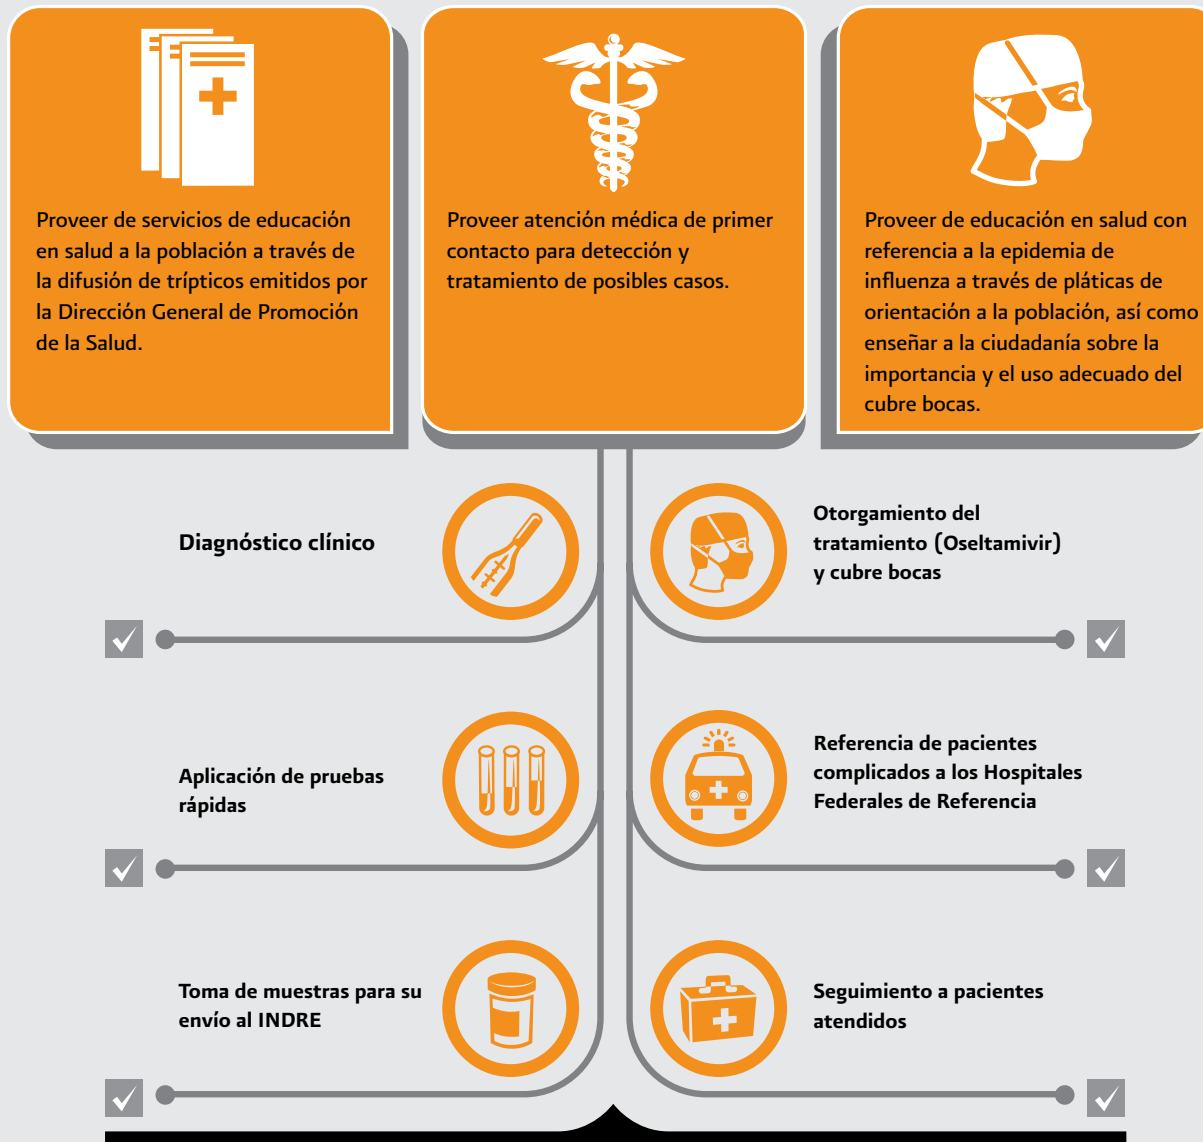 Proveer de servicios de educación
en salud a la población a través de
la difusión de trípticos emitidos por
la Dirección General de Promoción
de la Salud.
Proveer atención médica de primer
contacto para detección y
tratamiento de posibles casos.
Proveer de educación en salud con
referencia a la epidemia de
influenza a través de pláticas de
orientación a la población, así como
enseñar a la ciudadanía sobre la
importancia y el uso adecuado del
cubre bocas.
Diagnóstico clínico
Otorgamiento del
tratamiento (Oseltamivir)
y cubre bocas
Aplicación de pruebas
rápidas
Referencia de pacientes
complicados a los Hospitales
Federales de Referencia
Toma de muestras para su
envío al INDRE
Seguimiento a pacientes
atendidos